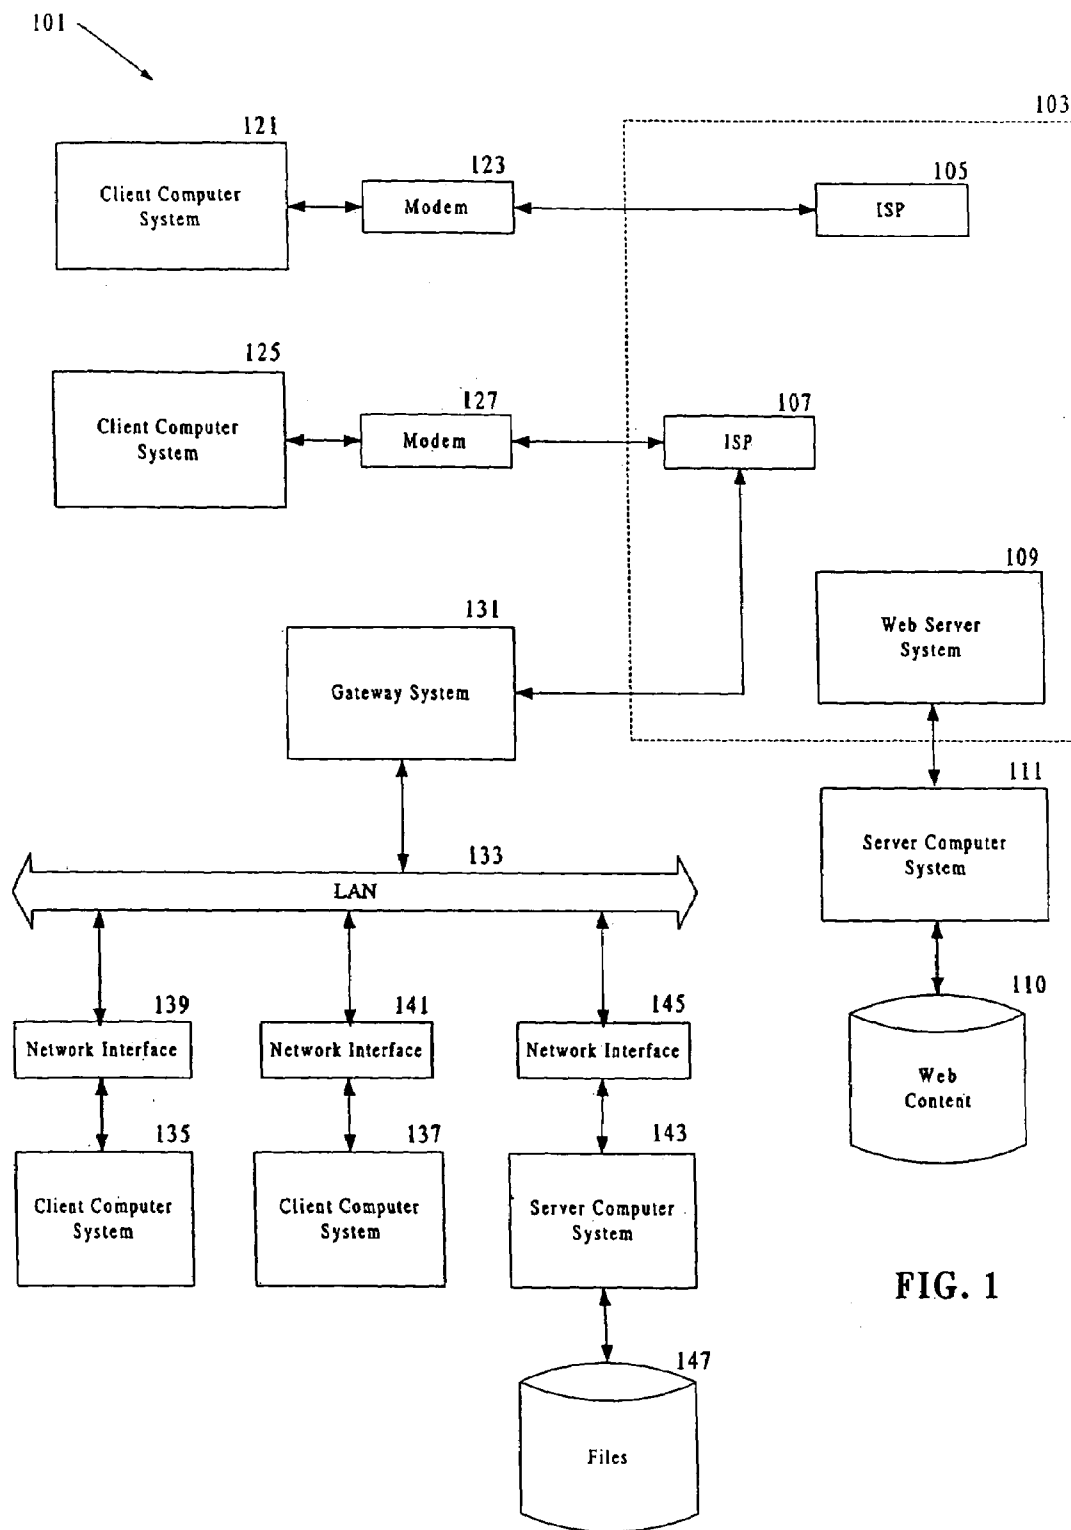 101
103
121
Client Computer
System
123
Modem
105
ISP
125
Client Computer
System
127
Modem
107
ISP
109
Web Server
System
131
Gateway System
111
Server Computer
System
133
LAN
110
Web
Content
139
Network Interface
141
Network Interface
145
Network Interface
135
Client Computer
System
137
Client Computer
System
143
Server Computer
System
FIG. 1
147
Files